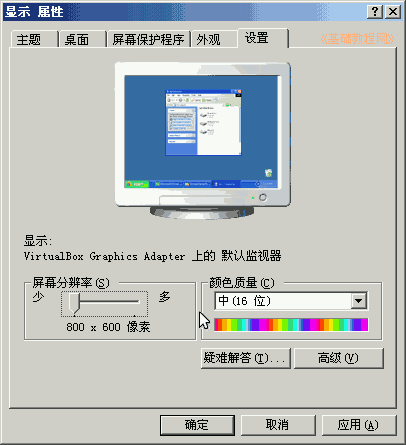 显示 属性
主题 桌面 屏幕保护程序 外观 设置
《基础教程网》
显示:
VirtualBox Graphics Adapter 上的 默认监视器
屏幕分辨率(S) 颜色质量(C)
少 多 中(16 位)
800 x 600 像素
疑难解答(T)... 高级(V)
确定 取消 应用(A)